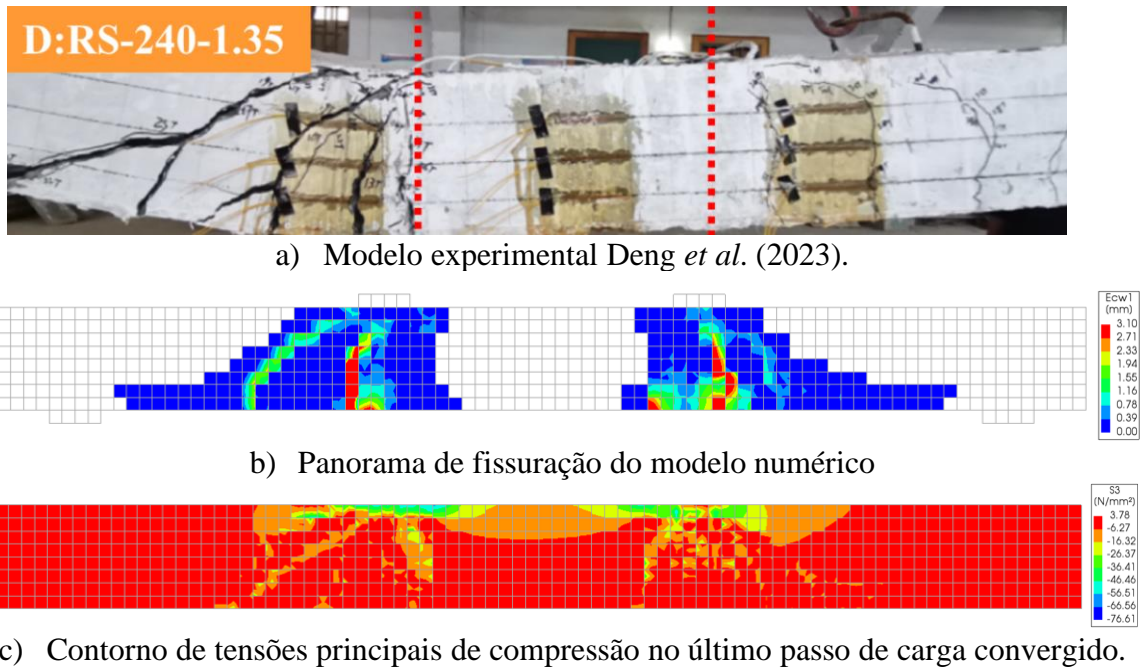 D:RS-240-1.35
a) Modelo experimental Deng et al. (2023).
Ecw1
(mm)
3.10
2.71
2.33
1.94
1.55
1.16
0.78
0.39
0.00
b) Panorama de fissuração do modelo numérico
S3
(N/mm²)
3.78
-6.27
-16.32
-26.37
-36.41
-46.46
-56.51
-66.56
-76.61
c) Contorno de tensões principais de compressão no último passo de carga convergido.